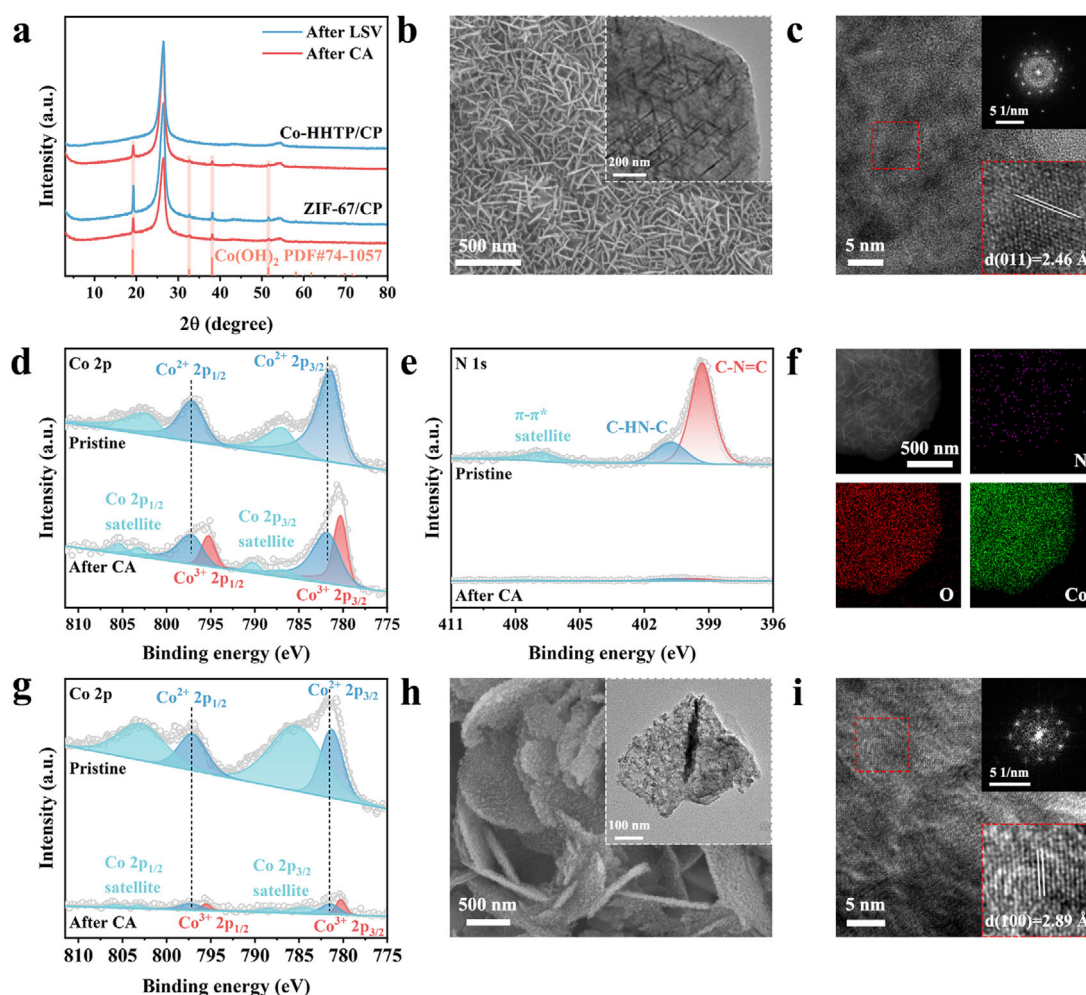 a
After LSV
After CA
Co-HHTP/CP
ZIF-67/CP
Co(OH)₂ PDF#74-1057
Intensity (a.u.)
10 20 30 40 50 60 70 80
2θ (degree)
b
200 nm
500 nm
c
5 1/nm
5 nm
d(011)=2.46 Å
d
Co 2p
Co²⁺ 2p₁/₂
Co²⁺ 2p₃/₂
Pristine
Co 2p₁/₂
satellite
Co 2p₃/₂
satellite
After CA
Co³⁺ 2p₁/₂
Co³⁺ 2p₃/₂
Intensity (a.u.)
810 805 800 795 790 785 780 775
Binding energy (eV)
e
N 1s
C-N=C
π-π*
satellite
C-HN-C
Pristine
After CA
Intensity (a.u.)
411 408 405 402 399 396
Binding energy (eV)
f
500 nm
N
O
Co
g
Co 2p
Co²⁺ 2p₁/₂
Co²⁺ 2p₃/₂
Pristine
Co 2p₁/₂
satellite
Co 2p₃/₂
satellite
After CA
Co³⁺ 2p₁/₂
Co³⁺ 2p₃/₂
Intensity (a.u.)
810 805 800 795 790 785 780 775
Binding energy (eV)
h
100 nm
500 nm
i
5 1/nm
5 nm
d(100)=2.89 Å